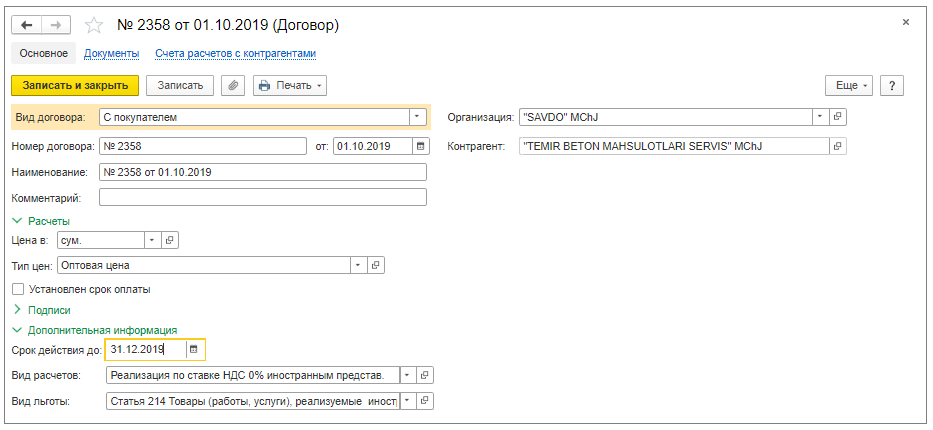 № 2358 от 01.10.2019 (Договор)
Основное Документы Счета расчетов с контрагентами
Записать и закрыть Записать Печать Еще ?
Вид договора: С покупателем Организация: "SAVDO" MChJ
Номер договора: № 2358 от: 01.10.2019 Контрагент: "TEMIR BETON MAHSULOTLARI SERVIS" MChJ
Наименование: № 2358 от 01.10.2019
Комментарий:
Расчеты
Цена в: сум.
Тип цен: Оптовая цена
Установлен срок оплаты
Подписи
Дополнительная информация
Срок действия до: 31.12.2019
Вид расчетов: Реализация по ставке НДС 0% иностранным представ.
Вид льготы: Статья 214 Товары (работы, услуги), реализуемые иност